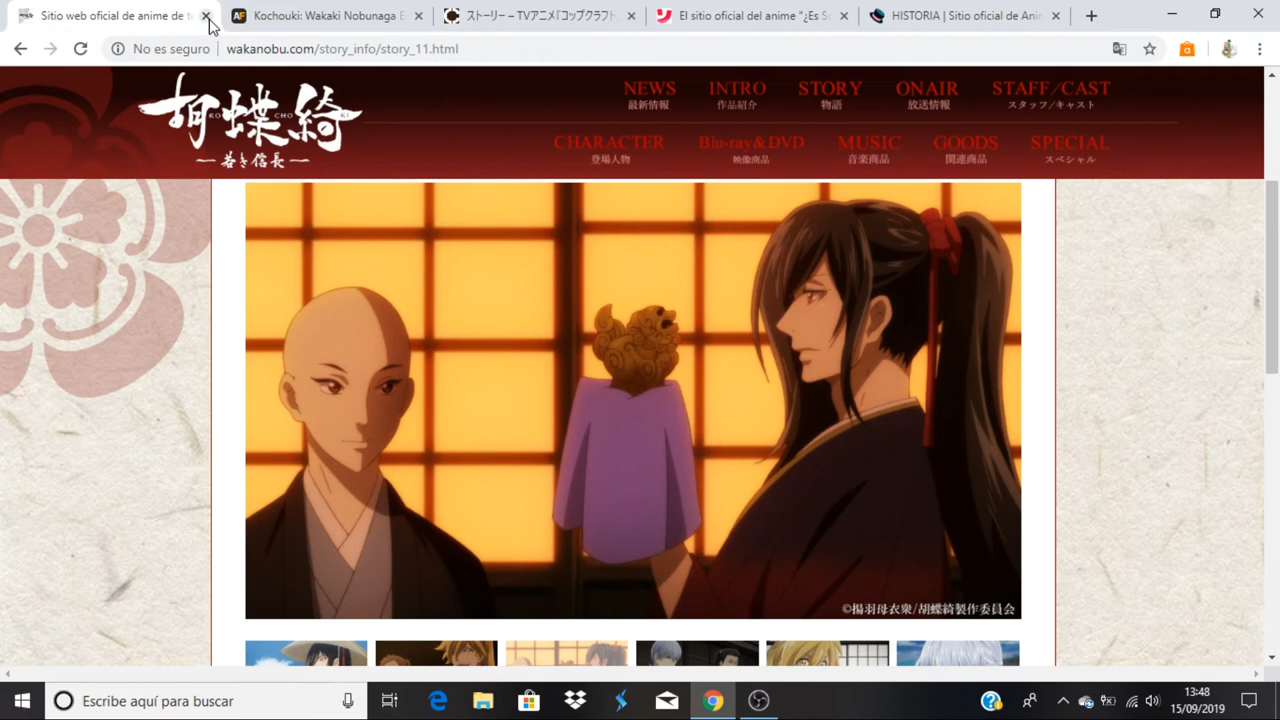 Sitio web oficial de anime de te
Kochouki: Wakaki Nobunaga E
ストーリー – TVアニメ『コップクラフト
El sitio oficial del anime "¿Es So
HISTORIA | Sitio oficial de Anim
No es seguro
wakanobu.com/story_info/story_11.html
胡蝶綺
KO CHO KI
若き信長
NEWS
最新情報
INTRO
作品紹介
STORY
物語
ONAIR
放送情報
STAFF/CAST
スタッフ/キャスト
CHARACTER
登場人物
Blu-ray&DVD
映像商品
MUSIC
音楽商品
GOODS
関連商品
SPECIAL
スペシャル
©揚羽母衣衆/胡蝶綺製作委員会
Escribe aquí para buscar
13:48
15/09/2019